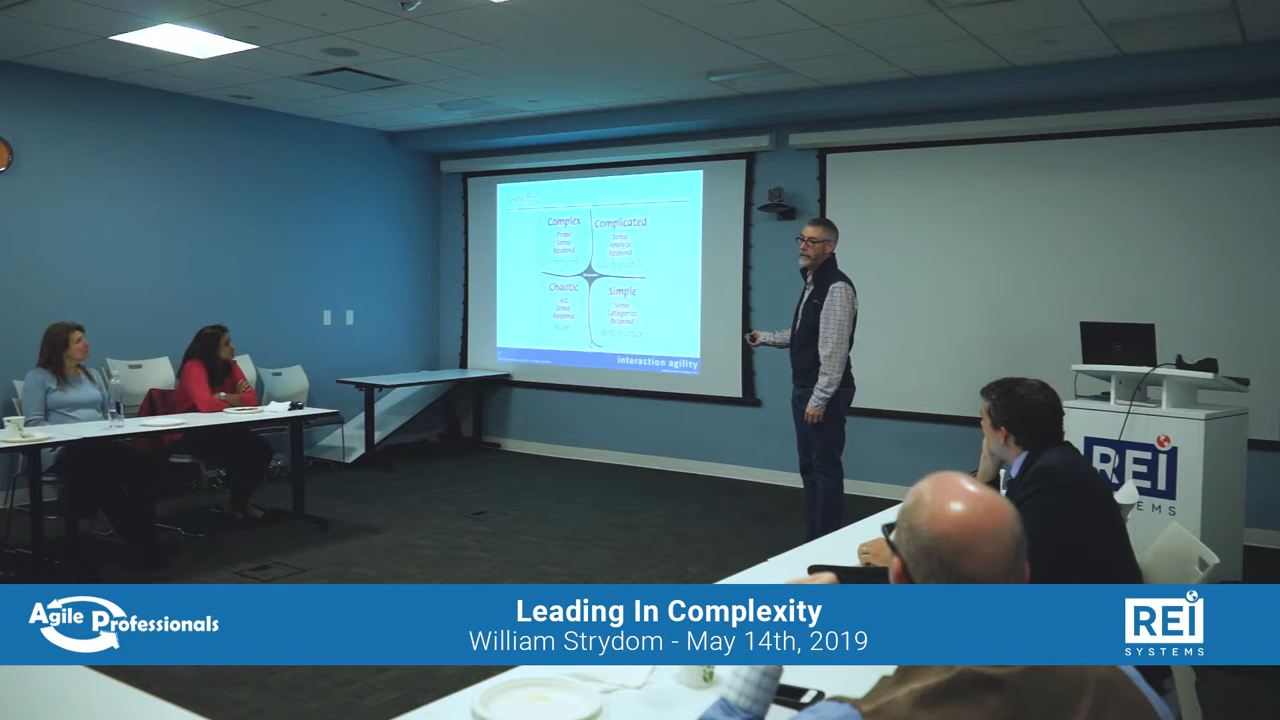 Complex
Probe
Sense
Respond
Complicated
Sense
Analyze
Respond
Chaotic
Act
Sense
Respond
Simple
Sense
Categorize
Respond
interaction agility
REI
EMS
Agile Professionals
Leading In Complexity
William Strydom - May 14th, 2019
REI
SYSTEMS